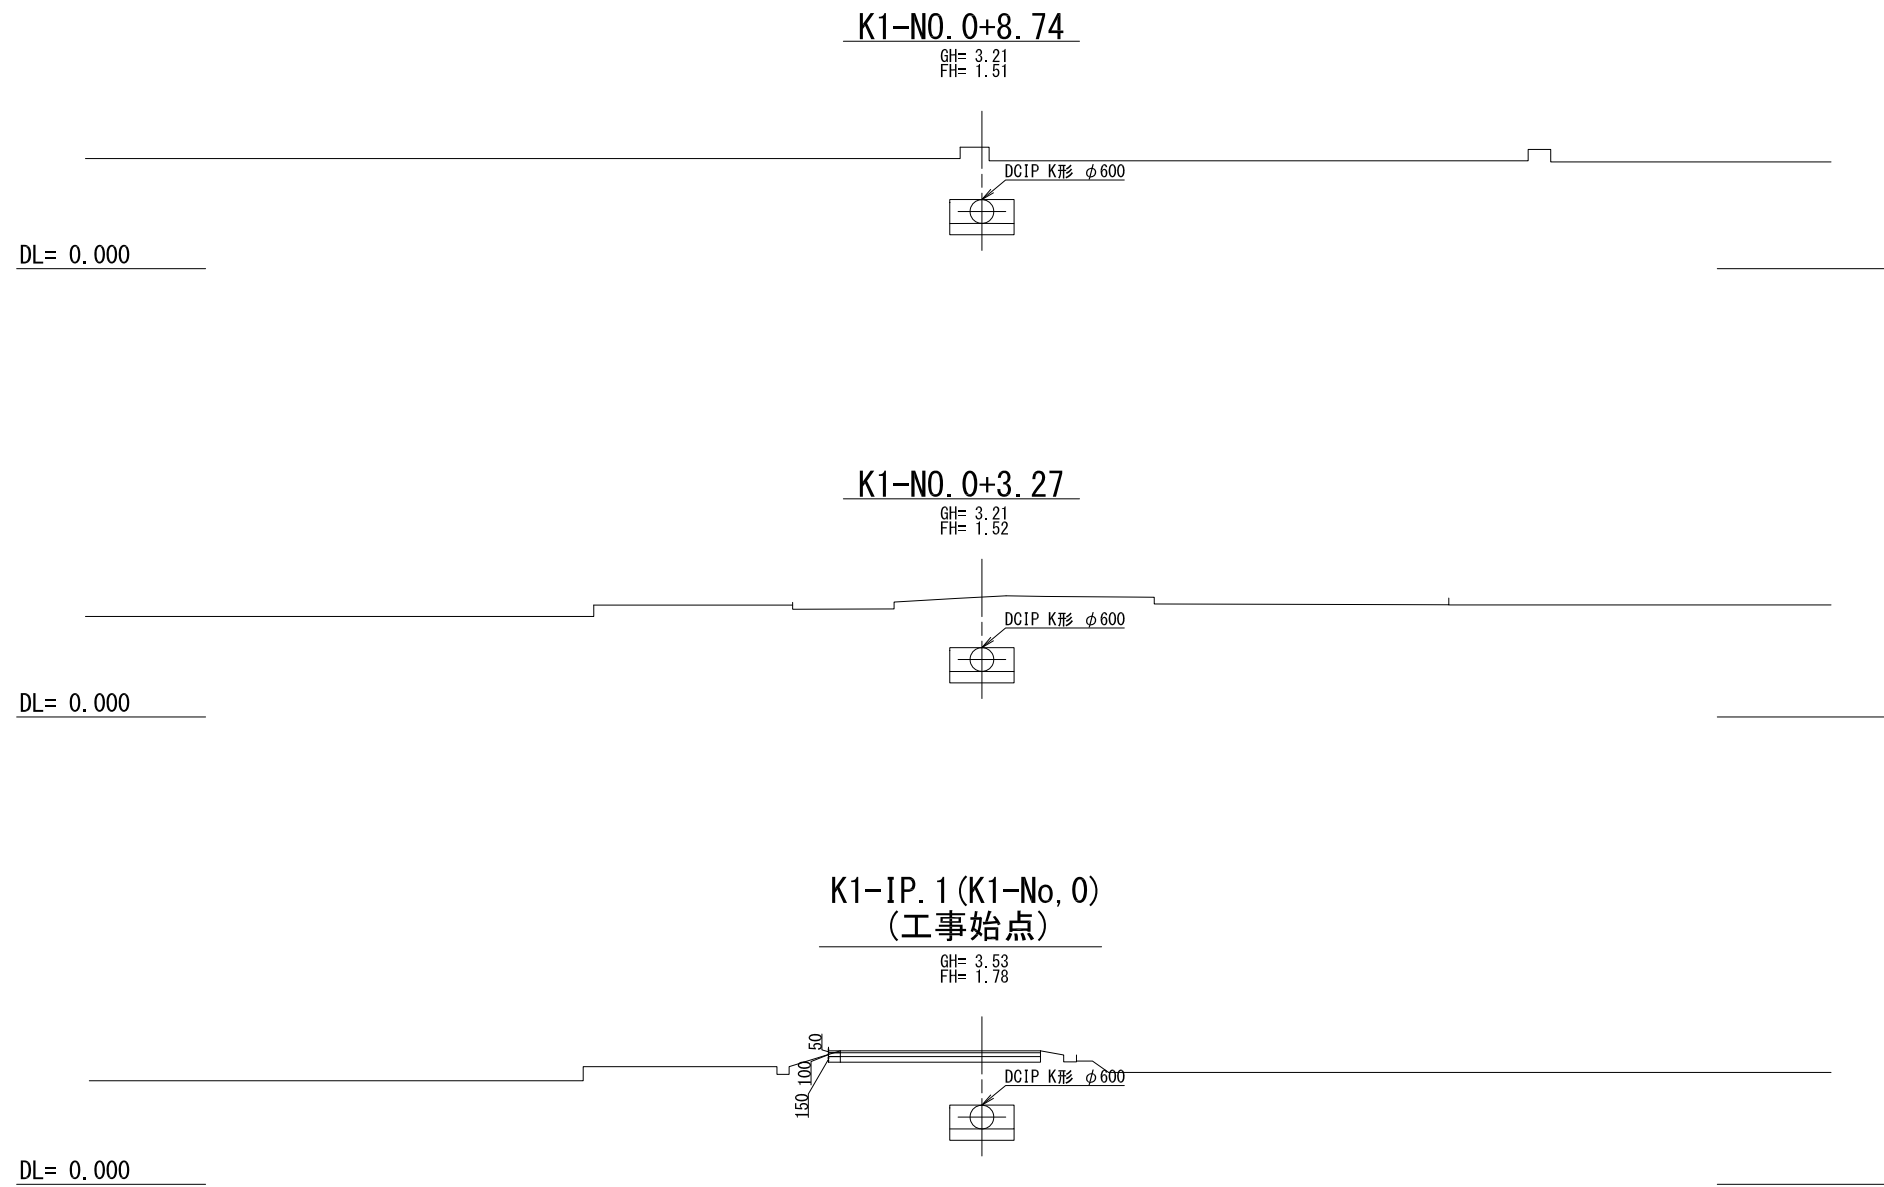 K1-NO.0+8.74
GH= 3.21
FH= 1.51
DCIP K形 φ600
DL= 0.000
K1-NO.0+3.27
GH= 3.21
FH= 1.52
DCIP K形 φ600
DL= 0.000
K1-IP.1(K1-No,0)
(工事始点)
GH= 3.53
FH= 1.78
50
100
150
DCIP K形 φ600
DL= 0.000